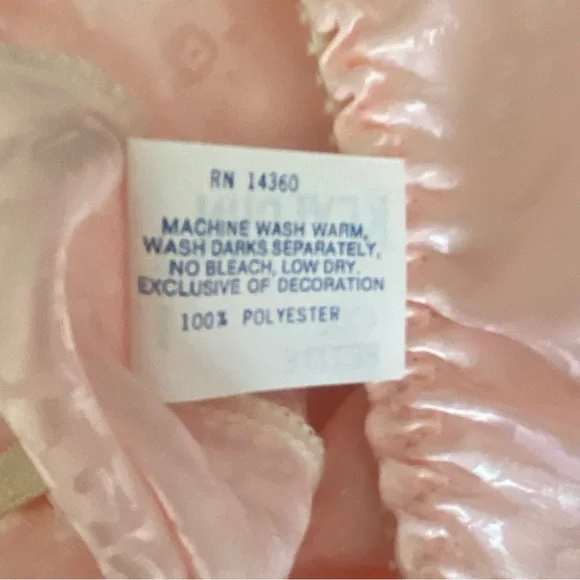 RN 14360
MACHINE WASH WARM,
WASH DARKS SEPARATELY,
NO BLEACH, LOW DRY.
EXCLUSIVE OF DECORATION
100% POLYESTER